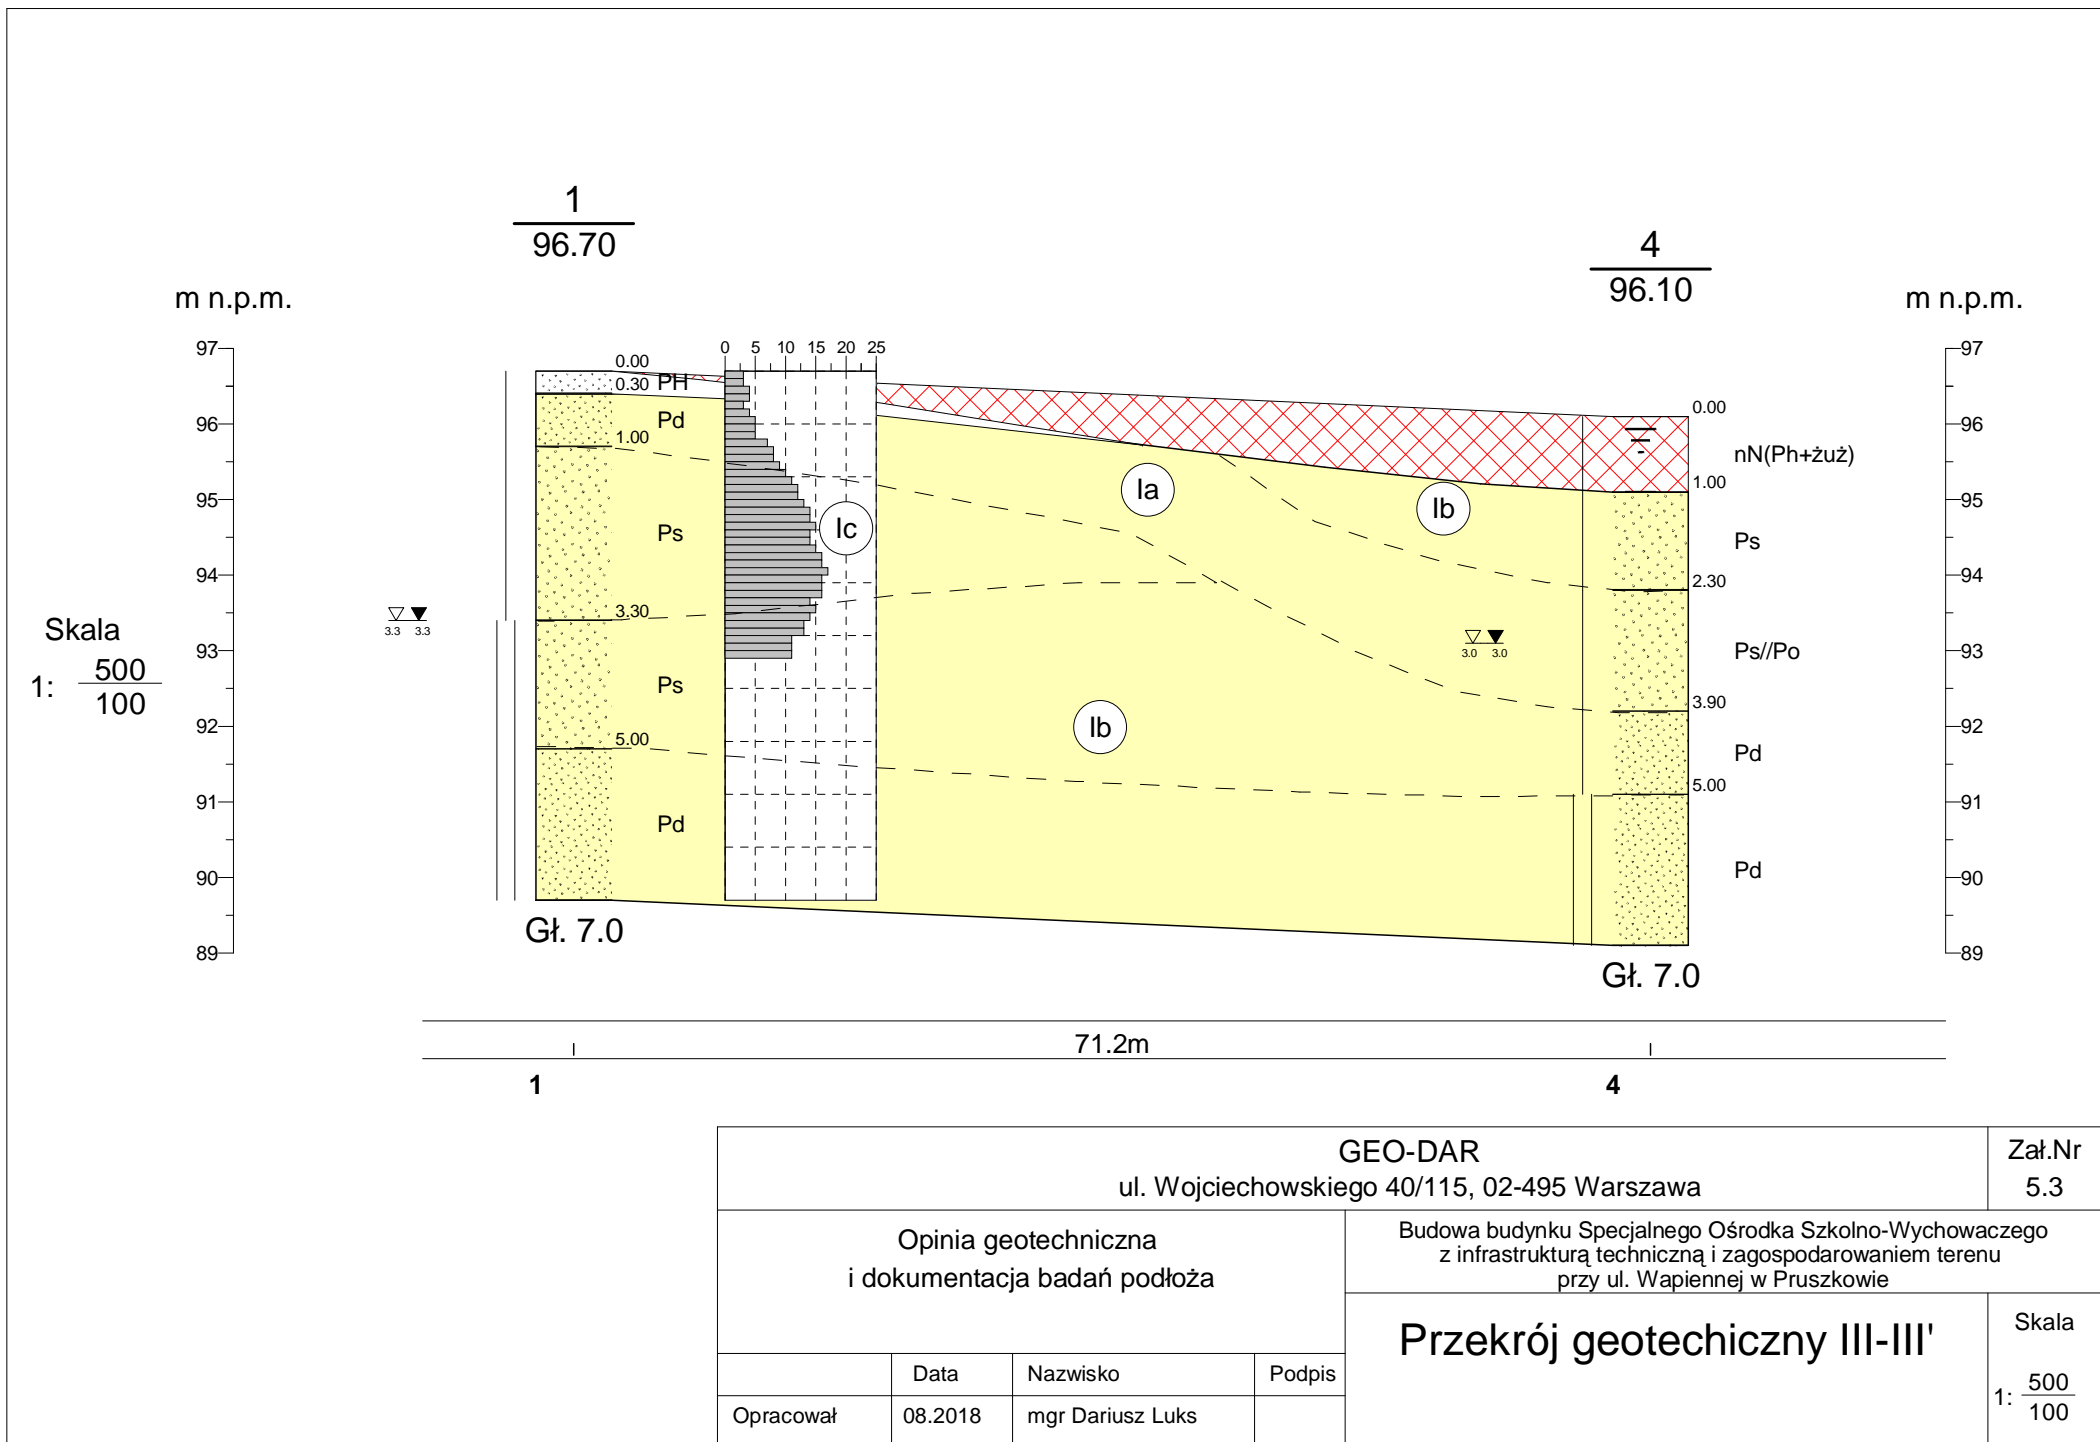 1
96.70
4
96.10
m n.p.m.
m n.p.m.
97
96
95
94
93
92
91
90
89
Skala
1: 500
100
3.3 3.3
0.00
0.30 PH
Pd
1.00
Ps
3.30
Ps
5.00
Pd
Gł. 7.0
0 5 10 15 20 25
Ic
Ia
Ib
Ib
3.0 3.0
0.00
nN(Ph+żuż)
1.00
Ps
2.30
Ps//Po
3.90
Pd
5.00
Pd
Gł. 7.0
97
96
95
94
93
92
91
90
89
71.2m
1
4
GEO-DAR
ul. Wojciechowskiego 40/115, 02-495 Warszawa
Zał.Nr
5.3
Opinia geotechniczna
i dokumentacja badań podłoża
Budowa budynku Specjalnego Ośrodka Szkolno-Wychowaczego
z infrastrukturą techniczną i zagospodarowaniem terenu
przy ul. Wapiennej w Pruszkowie
Przekrój geotechiczny III-III'
Skala
1: 500
100
Data
Nazwisko
Podpis
Opracował
08.2018
mgr Dariusz Luks